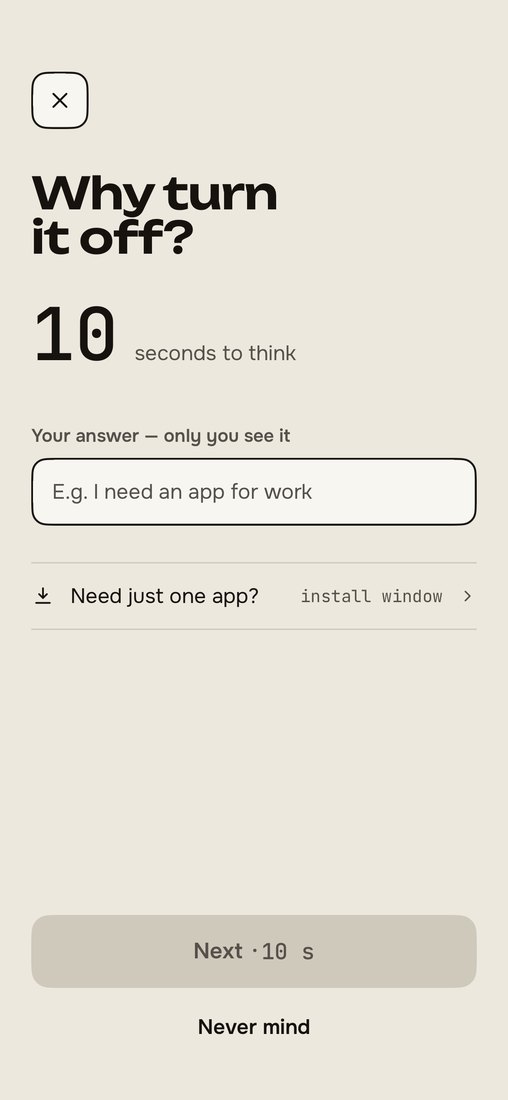 Why turn
it off?
10 seconds to think
Your answer — only you see it
E.g. I need an app for work
Need just one app? install window
Next · 10 s
Never mind